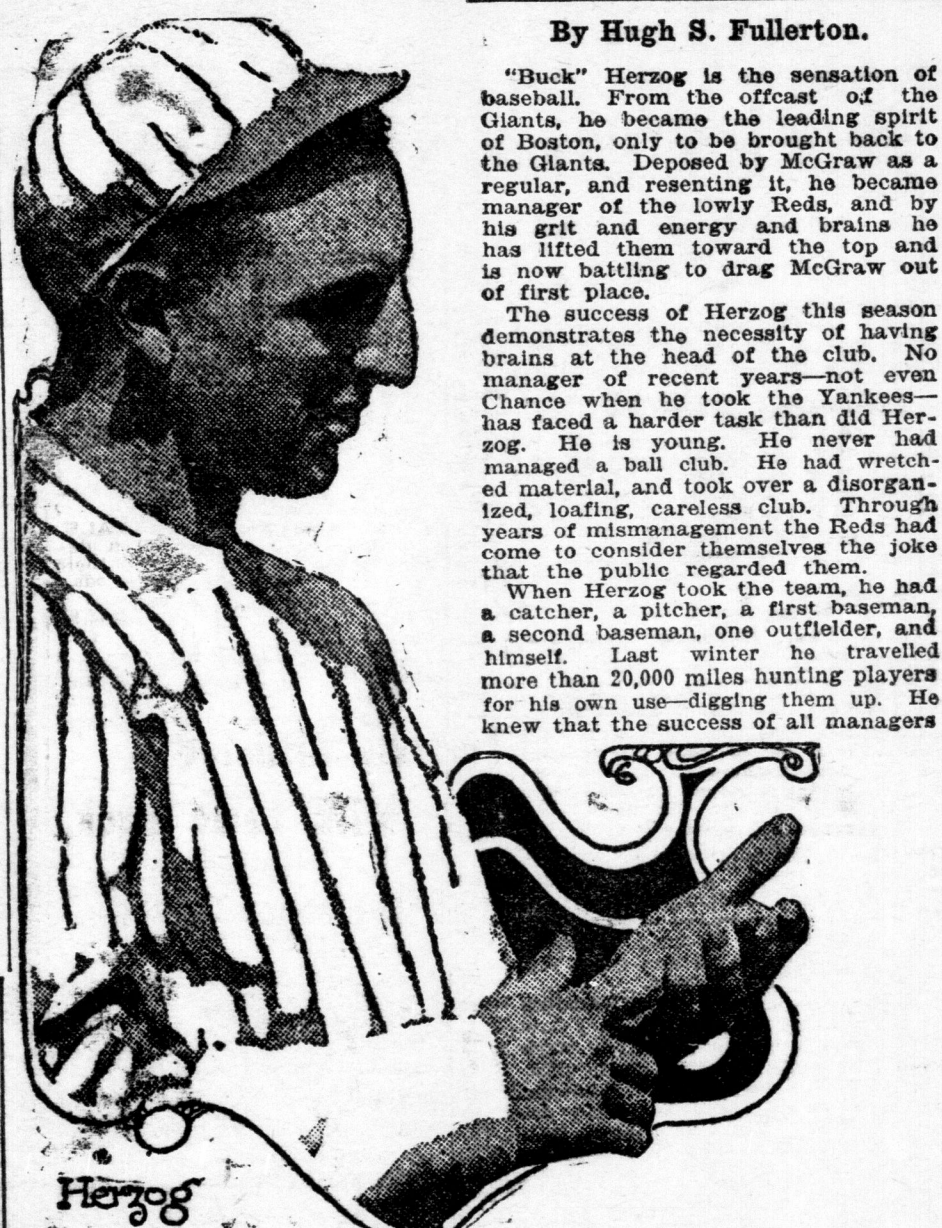 By Hugh S. Fullerton.
"Buck" Herzog is the sensation of
baseball. From the offcast of the
Giants, he became the leading spirit
of Boston, only to be brought back to
the Giants. Deposed by McGraw as a
regular, and resenting it, he became
manager of the lowly Reds, and by
his grit and energy and brains he
has lifted them toward the top and
is now battling to drag McGraw out
of first place.
The success of Herzog this season
demonstrates the necessity of having
brains at the head of the club. No
manager of recent years—not even
Chance when he took the Yankees—
has faced a harder task than did Her-
zog. He is young. He never had
managed a ball club. He had wretch-
ed material, and took over a disorgan-
ized, loafing, careless club. Through
years of mismanagement the Reds had
come to consider themselves the joke
that the public regarded them.
When Herzog took the team, he had
a catcher, a pitcher, a first baseman,
a second baseman, one outfielder, and
himself. Last winter he travelled
more than 20,000 miles hunting players
for his own use—digging them up. He
knew that the success of all managers
Herzog